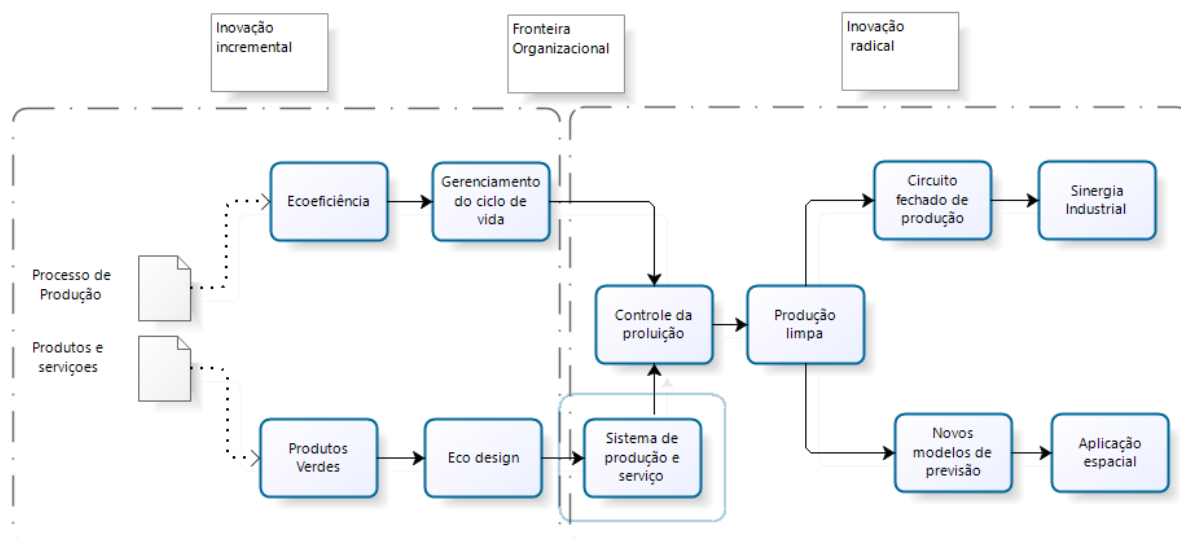 Inovação
incremental
Fronteira
Organizacional
Inovação
radical
Ecoeficiência
Gerenciamento
do ciclo de
vida
Circuito
fechado de
produção
Sinergia
Industrial
Processo de
Produção
Controle da
proluição
Produção
limpa
Produtos e
serviçoes
Produtos
Verdes
Eco design
Sistema de
produção e
serviço
Novos
modelos de
previsão
Aplicação
espacial